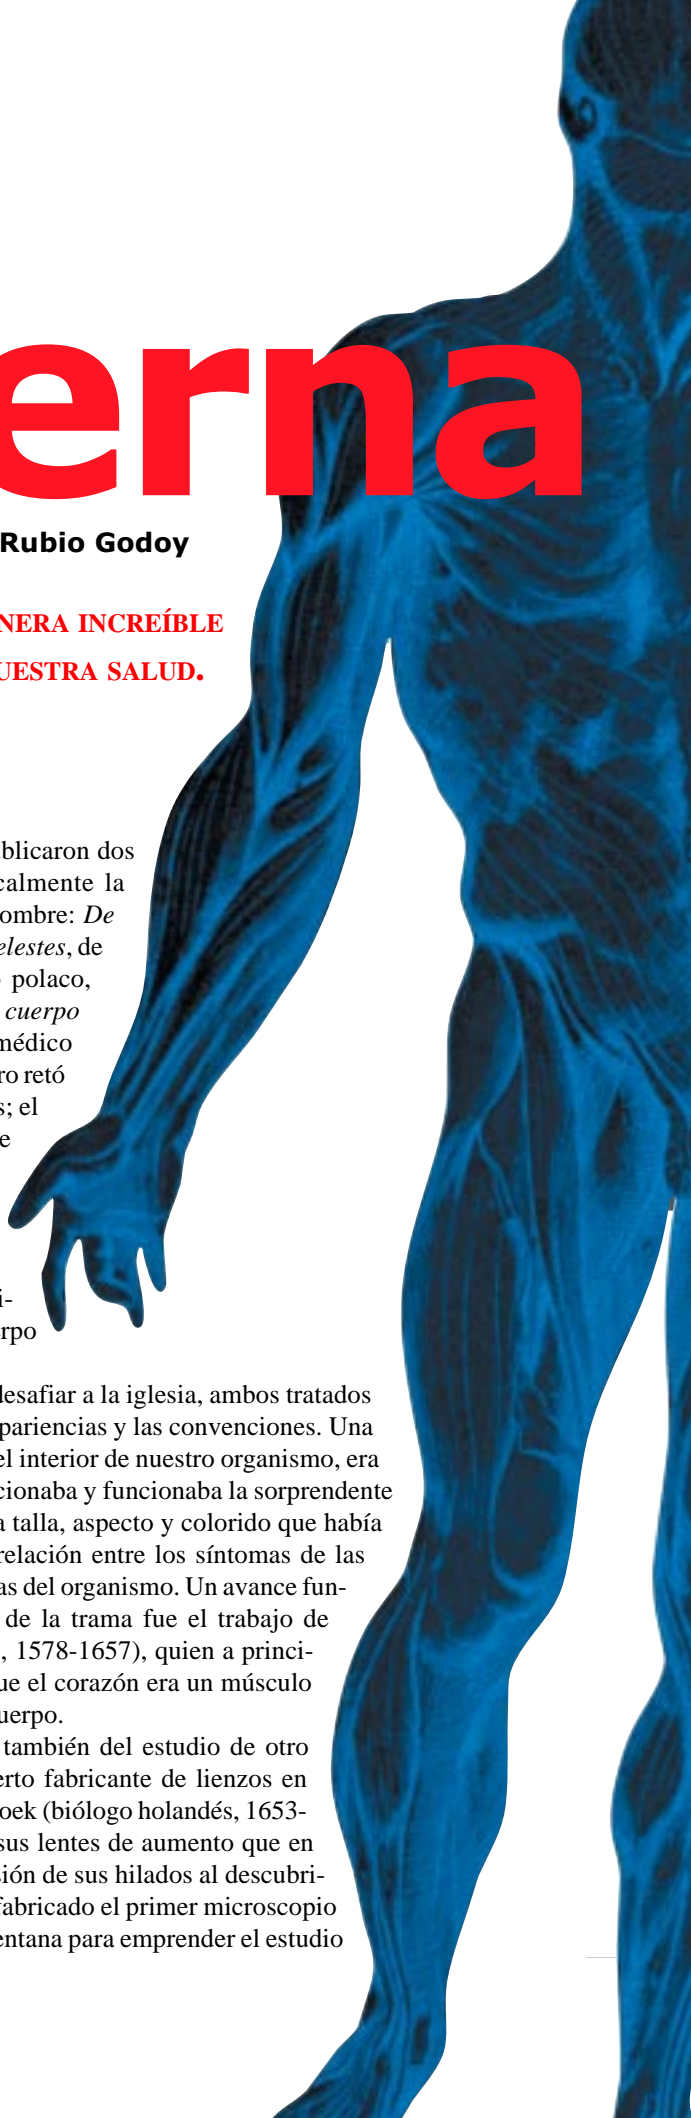 erna
Rubio Godoy
NERA INCREÍBLE
UESTRA SALUD.
blicaron dos
calmente la
ombre: De
elestes, de
polaco,
cuerpo
médico
ro retó
s; el
e
i-
rpo
desafiar a la iglesia, ambos tratados
pariencias y las convenciones. Una
el interior de nuestro organismo, era
cionaba y funcionaba la sorprendente
a talla, aspecto y colorido que había
relación entre los síntomas de las
as del organismo. Un avance fun-
de la trama fue el trabajo de
, 1578-1657), quien a princi-
ue el corazón era un músculo
uerpo.
también del estudio de otro
erto fabricante de lienzos en
oek (biólogo holandés, 1653-
sus lentes de aumento que en
sión de sus hilados al descubri-
fabricado el primer microscopio
entana para emprender el estudio